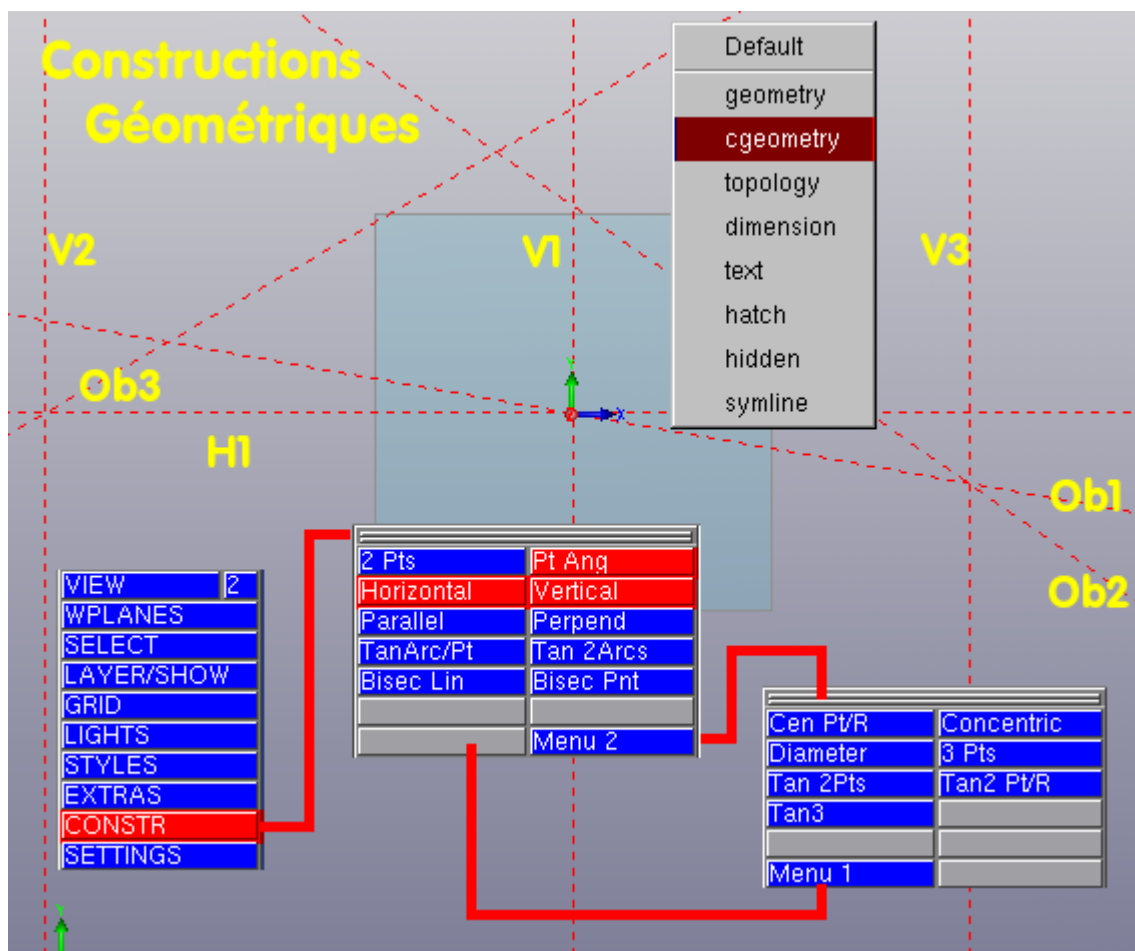 Constructions
Géométriques
Default
geometry
cgeometry
topology
dimension
text
hatch
hidden
symline
V2
V1
V3
Y
X
Ob3
H1
Ob1
Ob2
VIEW 2
WPLANES
SELECT
LAYER/SHOW
GRID
LIGHTS
STYLES
EXTRAS
CONSTR
SETTINGS
2 Pts Pt Ang
Horizontal Vertical
Parallel Perpend
TanArc/Pt Tan 2Arcs
Bisec Lin Bisec Pnt
Menu 2
Cen Pt/R Concentric
Diameter 3 Pts
Tan 2Pts Tan2 Pt/R
Tan3
Menu 1
Y